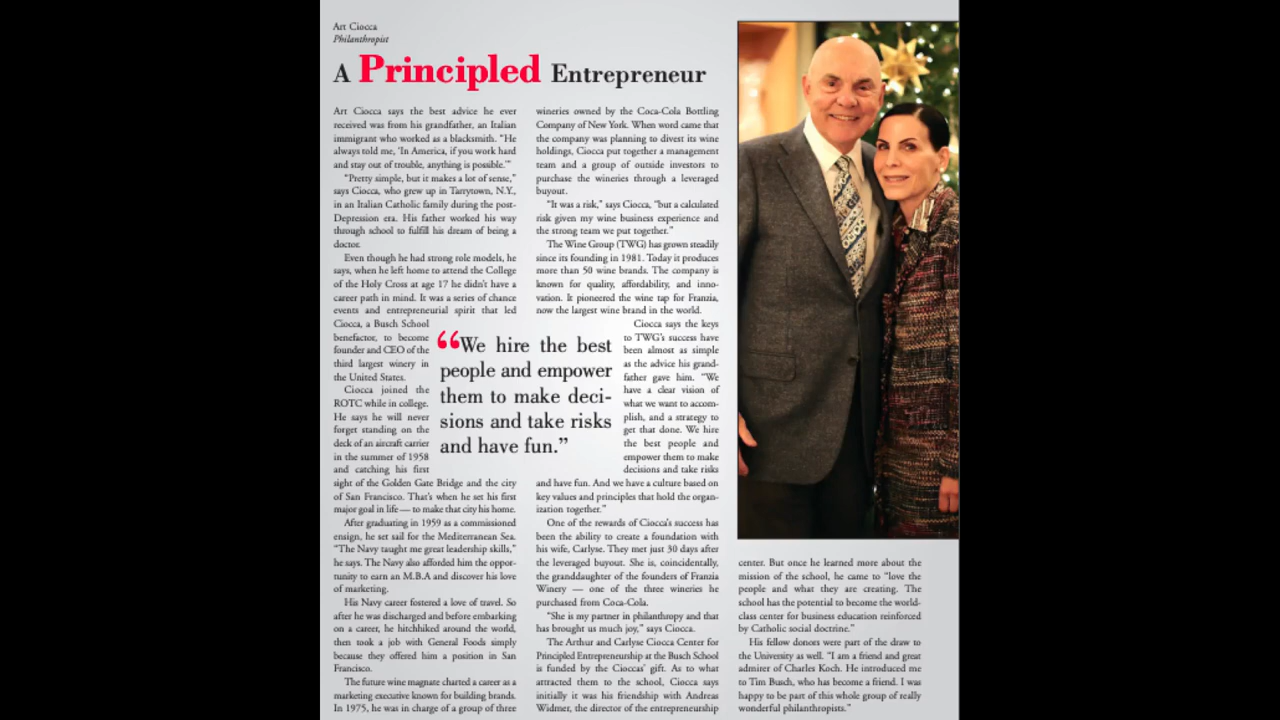 Art Ciocca
Philanthropist
A Principled Entrepreneur
Art Ciocca says the best advice he ever
received was from his grandfather, an Italian
immigrant who worked as a blacksmith. “He
always told me, ‘In America, if you work hard
and stay out of trouble, anything is possible.’”
“Pretty simple, but it makes a lot of sense,”
says Ciocca, who grew up in Tarrytown, N.Y.,
in an Italian Catholic family during the post-
Depression era. His father worked his way
through school to fulfill his dream of being a
doctor.
Even though he had strong role models, he
says, when he left home to attend the College
of the Holy Cross at age 17 he didn’t have a
career path in mind. It was a series of chance
events and entrepreneurial spirit that led
Ciocca, a Busch School
benefactor, to become
founder and CEO of the
third largest winery in
the United States.
Ciocca joined the
ROTC while in college.
He says he will never
forget standing on the
deck of an aircraft carrier
in the summer of 1958
and catching his first
sight of the Golden Gate Bridge and the city
of San Francisco. That’s when he set his first
major goal in life — to make that city his home.
After graduating in 1959 as a commissioned
ensign, he set sail for the Mediterranean Sea.
“The Navy taught me great leadership skills,”
he says. The Navy also afforded him the oppor-
tunity to earn an M.B.A and discover his love
of marketing.
His Navy career fostered a love of travel. So
after he was discharged and before embarking
on a career, he hitchhiked around the world,
then took a job with General Foods simply
because they offered him a position in San
Francisco.
The future wine magnate charted a career as a
marketing executive known for building brands.
In 1975, he was in charge of a group of three
“We hire the best
people and empower
them to make deci-
sions and take risks
and have fun.”
wineries owned by the Coca-Cola Bottling
Company of New York. When word came that
the company was planning to divest its wine
holdings, Ciocca put together a management
team and a group of outside investors to
purchase the wineries through a leveraged
buyout.
“It was a risk,” says Ciocca, “but a calculated
risk given my wine business experience and
the strong team we put together.”
The Wine Group (TWG) has grown steadily
since its founding in 1981. Today it produces
more than 50 wine brands. The company is
known for quality, affordability, and inno-
vation. It pioneered the wine tap for Franzia,
now the largest wine brand in the world.
Ciocca says the keys
to TWG’s success have
been almost as simple
as the advice his grand-
father gave him. “We
have a clear vision of
what we want to accom-
plish, and a strategy to
get that done. We hire
the best people and
empower them to make
decisions and take risks
and have fun. And we have a culture based on
key values and principles that hold the organ-
ization together.”
One of the rewards of Ciocca’s success has
been the ability to create a foundation with
his wife, Carlyse. They met just 30 days after
the leveraged buyout. She is, coincidentally,
the granddaughter of the founders of Franzia
Winery — one of the three wineries he
purchased from Coca-Cola.
“She is my partner in philanthropy and that
has brought us much joy,” says Ciocca.
The Arthur and Carlyse Ciocca Center for
Principled Entrepreneurship at the Busch School
is funded by the Cioccas’ gift. As to what
attracted them to the school, Ciocca says
initially it was his friendship with Andreas
Widmer, the director of the entrepreneurship
center. But once he learned more about the
mission of the school, he came to “love the
people and what they are creating. The
school has the potential to become the world-
class center for business education reinforced
by Catholic social doctrine.”
His fellow donors were part of the draw to
the University as well. “I am a friend and great
admirer of Charles Koch. He introduced me
to Tim Busch, who has become a friend. I was
happy to be part of this whole group of really
wonderful philanthropists.”